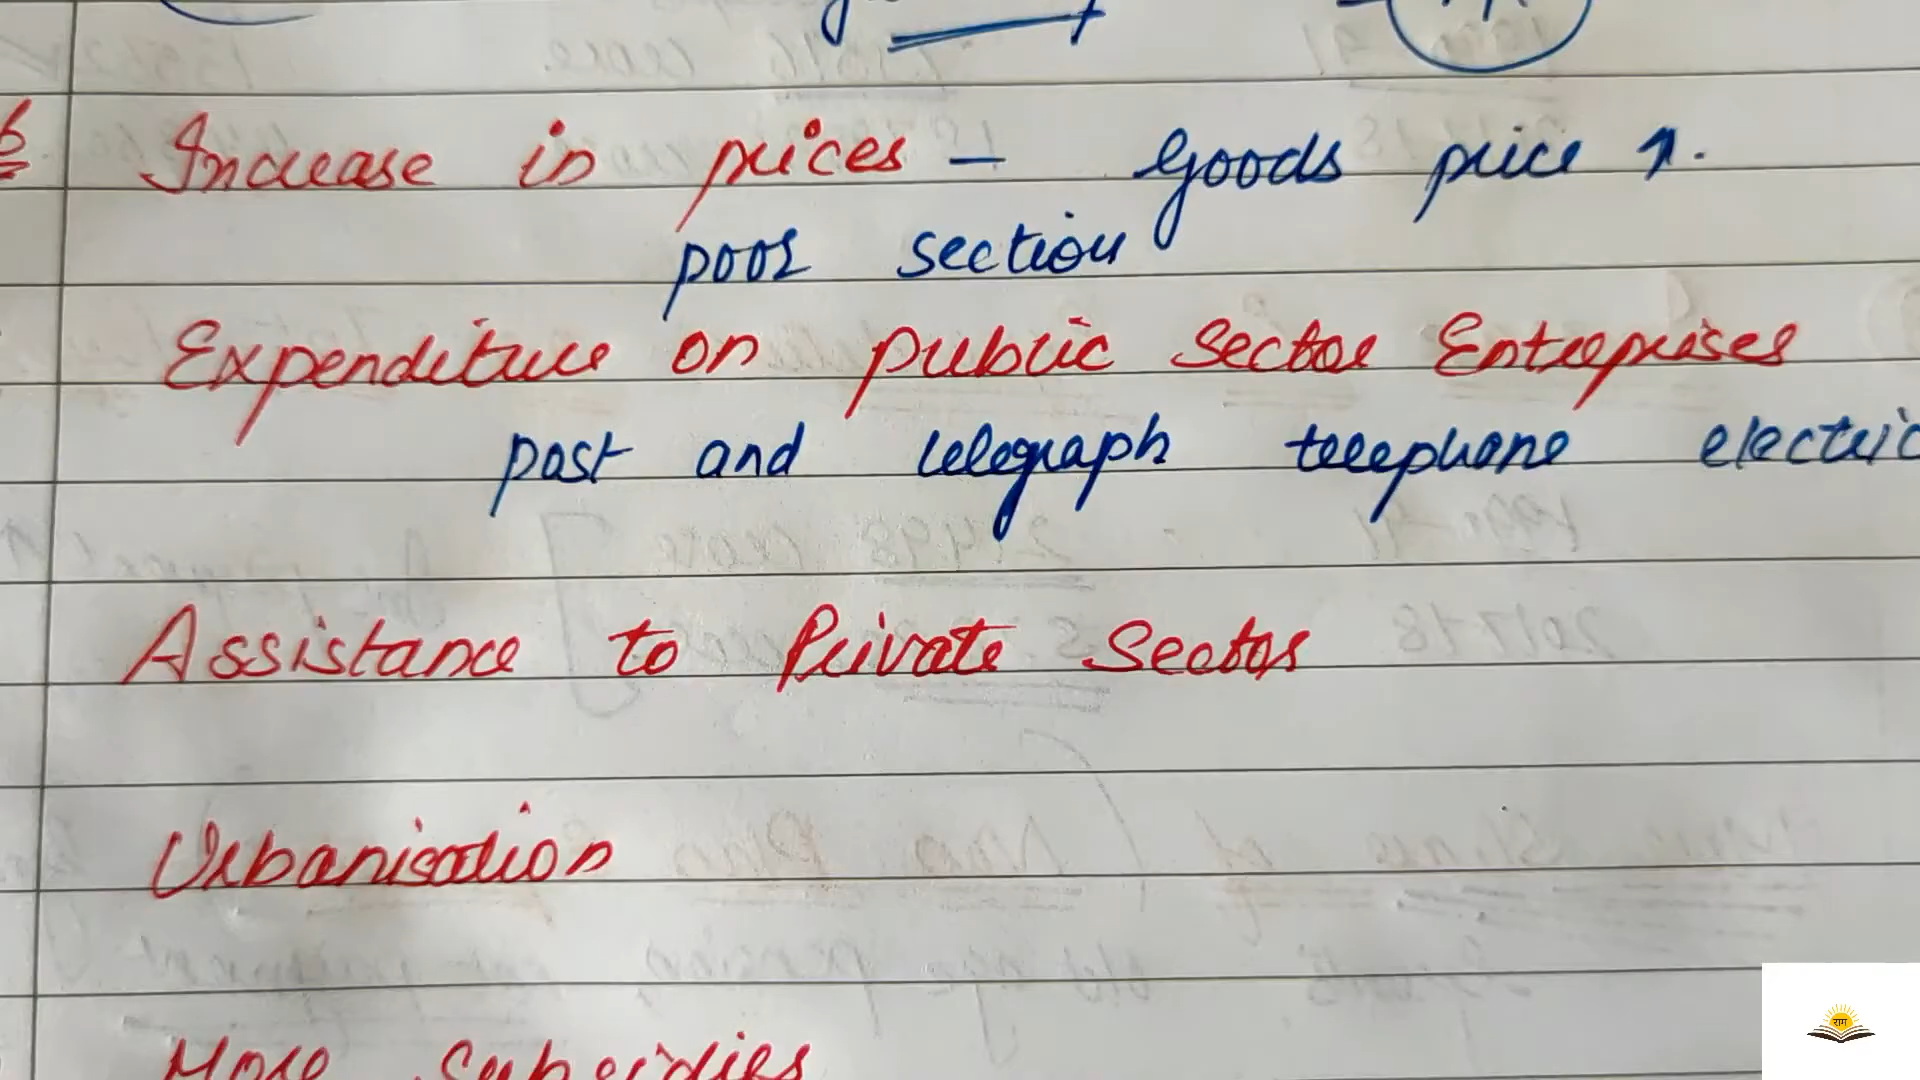 6 Increase in prices – Goods price ↑.
poor section
Expenditure on public sector Enterprises
post and telegraph telephone electric
Assistance to Private Sector
Urbanisation
More Subsidies
राम